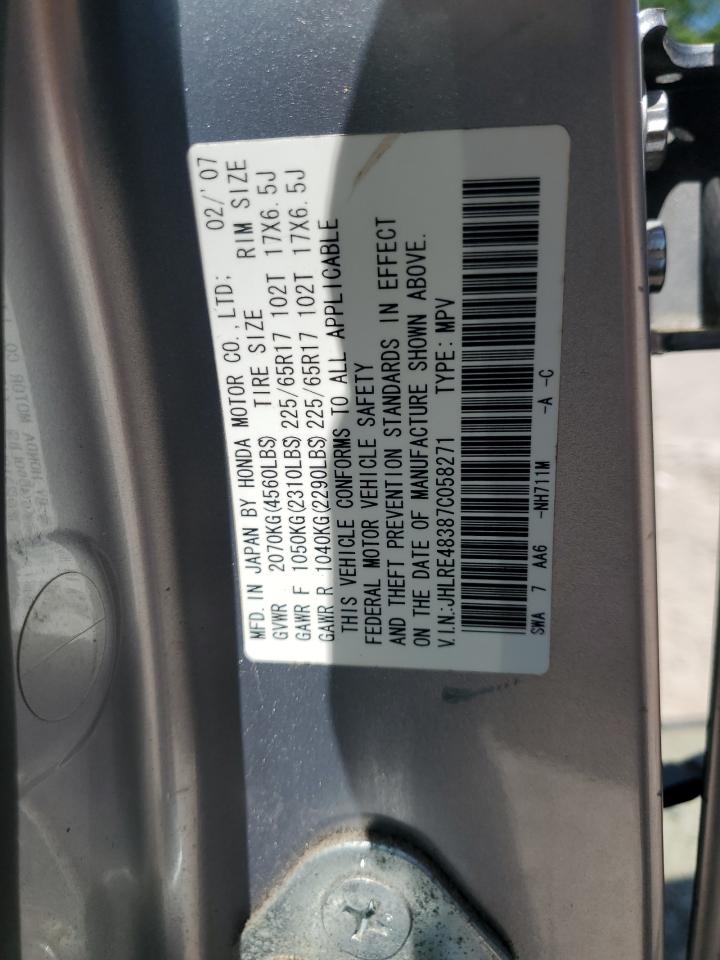 MFD. IN JAPAN BY HONDA MOTOR CO., LTD; 02/'07
GVWR 2070KG(4560LBS) TIRE SIZE RIM SIZE
GAWR F 1050KG(2310LBS) 225/65R17 102T 17X6.5J
GAWR R 1040KG(2290LBS) 225/65R17 102T 17X6.5J
THIS VEHICLE CONFORMS TO ALL APPLICABLE
FEDERAL MOTOR VEHICLE SAFETY
AND THEFT PREVENTION STANDARDS IN EFFECT
ON THE DATE OF MANUFACTURE SHOWN ABOVE.
V.I.N:JHLRE48387C058271 TYPE: MPV
SWA 7 AA6 -NH711M -A -C